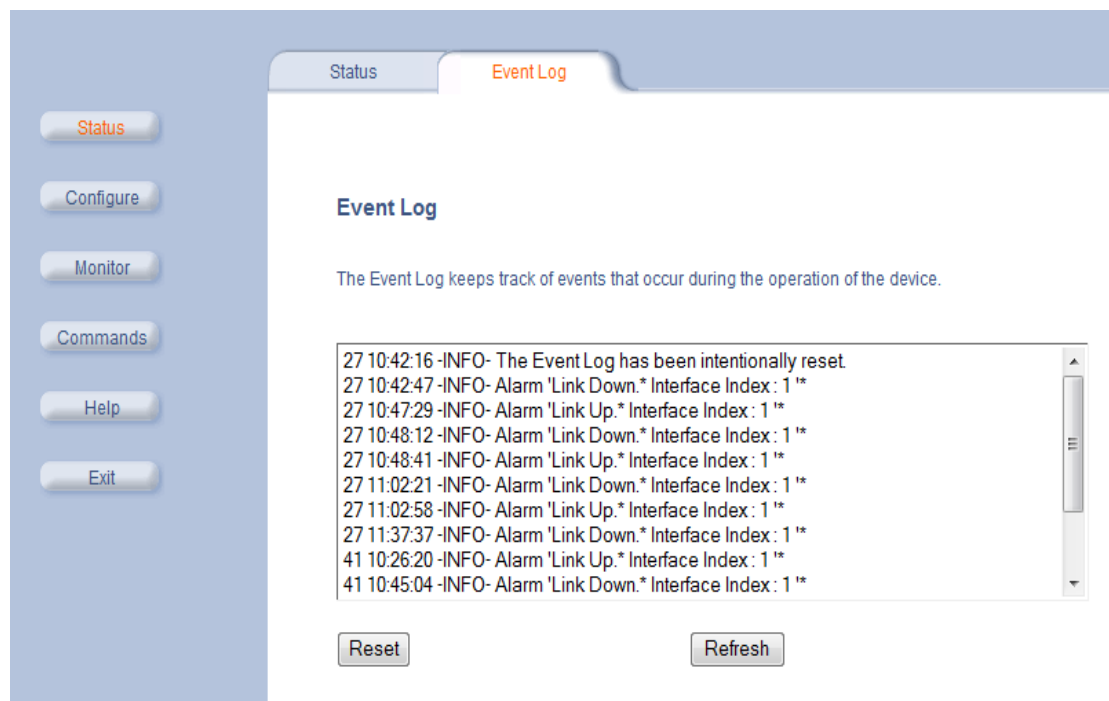 Status
Event Log
Status
Configure
Monitor
Commands
Help
Exit
Event Log
The Event Log keeps track of events that occur during the operation of the device.
27 10:42:16 -INFO- The Event Log has been intentionally reset.
27 10:42:47 -INFO- Alarm 'Link Down.* Interface Index : 1 '*
27 10:47:29 -INFO- Alarm 'Link Up.* Interface Index : 1 '*
27 10:48:12 -INFO- Alarm 'Link Down.* Interface Index : 1 '*
27 10:48:41 -INFO- Alarm 'Link Up.* Interface Index : 1 '*
27 11:02:21 -INFO- Alarm 'Link Down.* Interface Index : 1 '*
27 11:02:58 -INFO- Alarm 'Link Up.* Interface Index : 1 '*
27 11:37:37 -INFO- Alarm 'Link Down.* Interface Index : 1 '*
41 10:26:20 -INFO- Alarm 'Link Up.* Interface Index : 1 '*
41 10:45:04 -INFO- Alarm 'Link Down.* Interface Index : 1 '*
Reset
Refresh